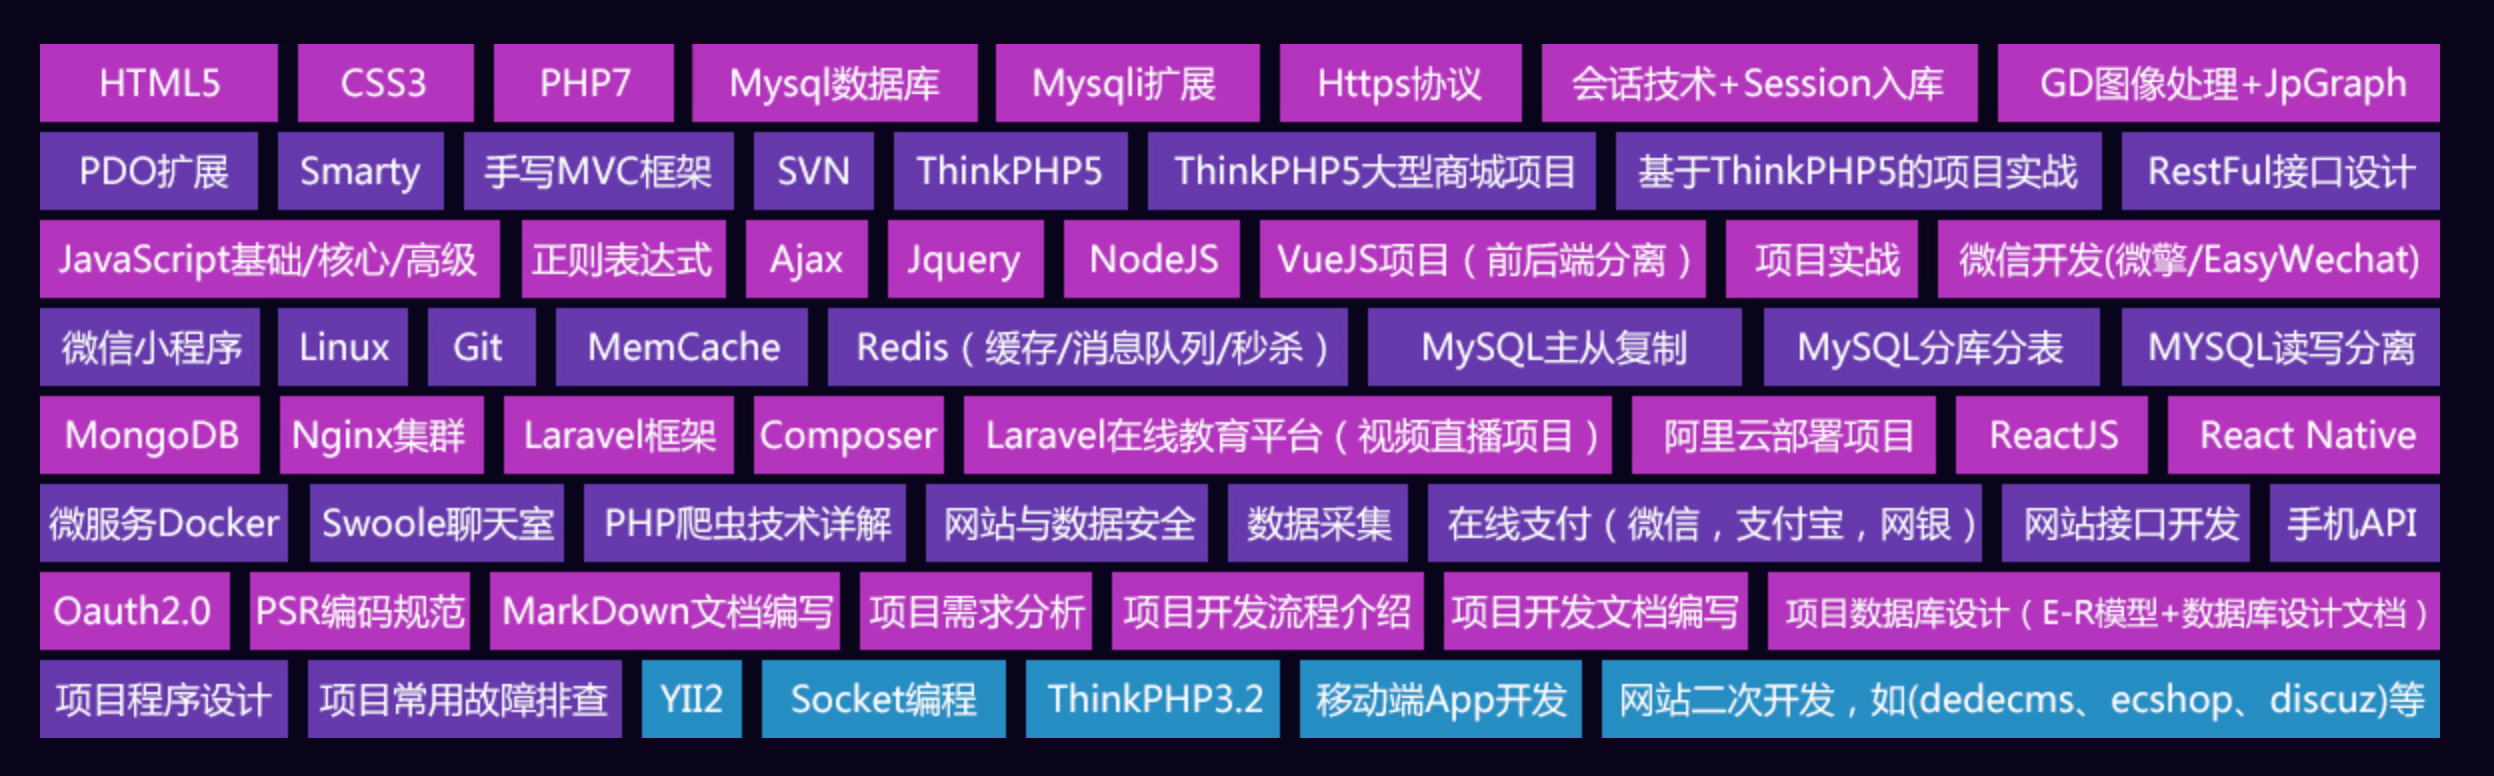 HTML5 CSS3 PHP7 Mysql数据库 Mysqli扩展 Https协议 会话技术+Session入库 GD图像处理+JpGraph
PDO扩展 Smarty 手写MVC框架 SVN ThinkPHP5 ThinkPHP5大型商城项目 基于ThinkPHP5的项目实战 RestFul接口设计
JavaScript基础/核心/高级 正则表达式 Ajax Jquery NodeJS VueJS项目（前后端分离） 项目实战 微信开发(微擎/EasyWechat)
微信小程序 Linux Git MemCache Redis（缓存/消息队列/秒杀） MySQL主从复制 MySQL分库分表 MYSQL读写分离
MongoDB Nginx集群 Laravel框架 Composer Laravel在线教育平台（视频直播项目） 阿里云部署项目 ReactJS React Native
微服务Docker Swoole聊天室 PHP爬虫技术详解 网站与数据安全 数据采集 在线支付（微信，支付宝，网银） 网站接口开发 手机API
Oauth2.0 PSR编码规范 MarkDown文档编写 项目需求分析 项目开发流程介绍 项目开发文档编写 项目数据库设计（E-R模型+数据库设计文档）
项目程序设计 项目常用故障排查 YII2 Socket编程 ThinkPHP3.2 移动端App开发 网站二次开发，如(dedecms、ecshop、discuz)等